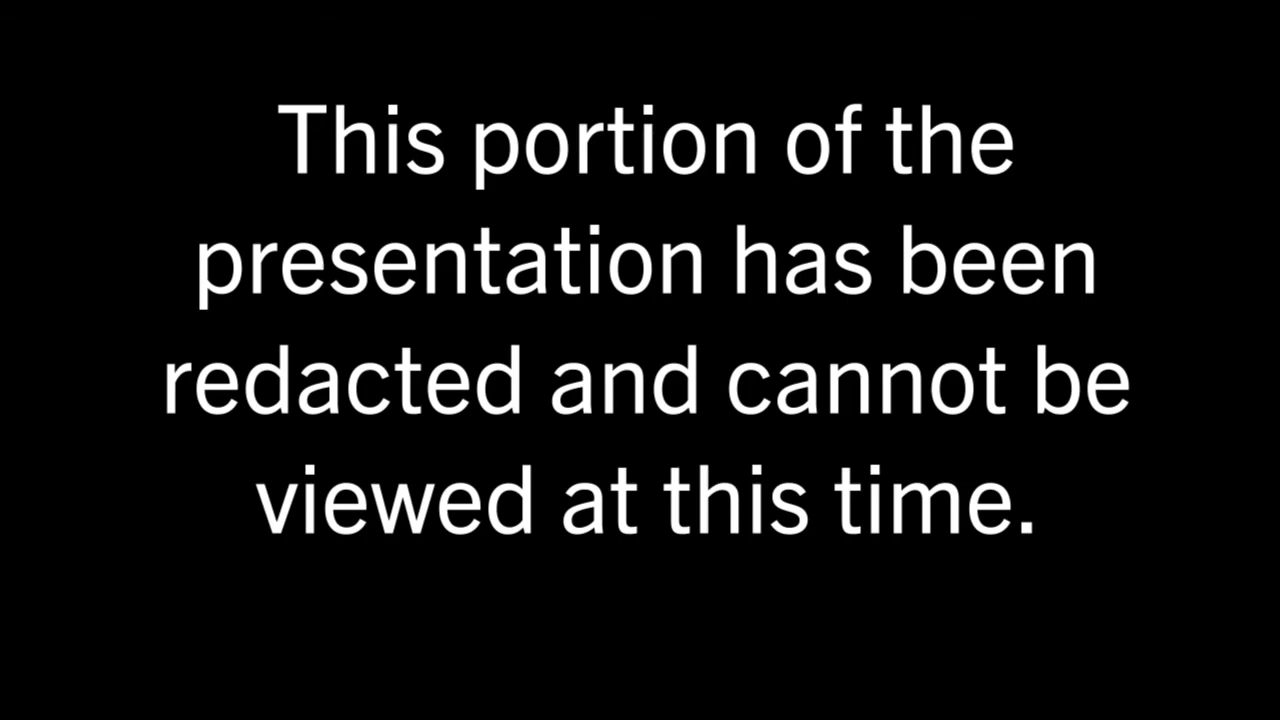 This portion of the
presentation has been
redacted and cannot be
viewed at this time.